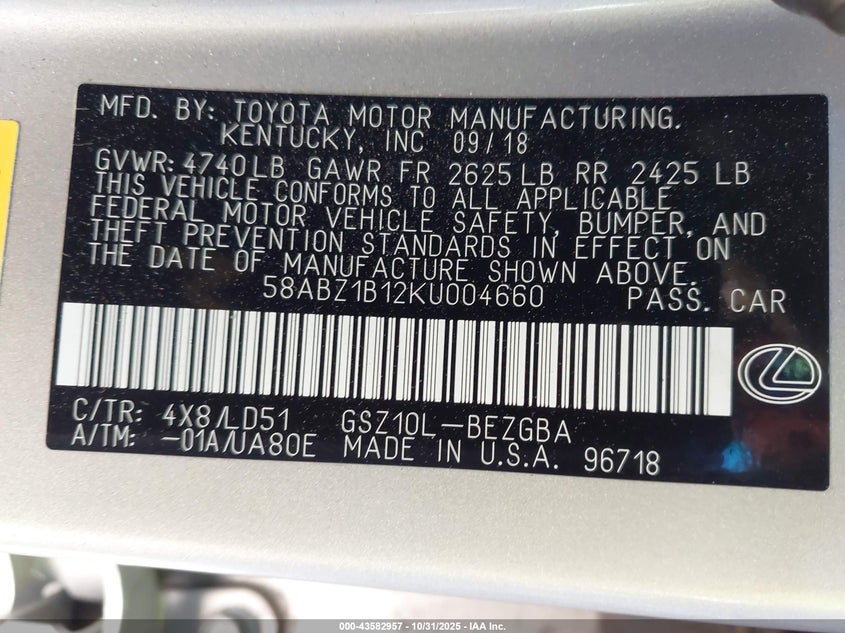 MFD. BY: TOYOTA MOTOR MANUFACTURING.
KENTUCKY, INC 09/18
GVWR: 4740LB GAWR FR 2625LB RR 2425 LB
THIS VEHICLE CONFORMS TO ALL APPLICABLE
FEDERAL MOTOR VEHICLE SAFETY, BUMPER, AND
THEFT PREVENTION STANDARDS IN EFFECT ON
THE DATE OF MANUFACTURE SHOWN ABOVE.
58ABZ1B12KU004660 PASS. CAR
C/TR: 4X8/LD51 GSZ10L-BEZGBA
A/TM: -01A/UA80E MADE IN U.S.A. 96718
000-43582957 - 10/31/2025 - IAA Inc.